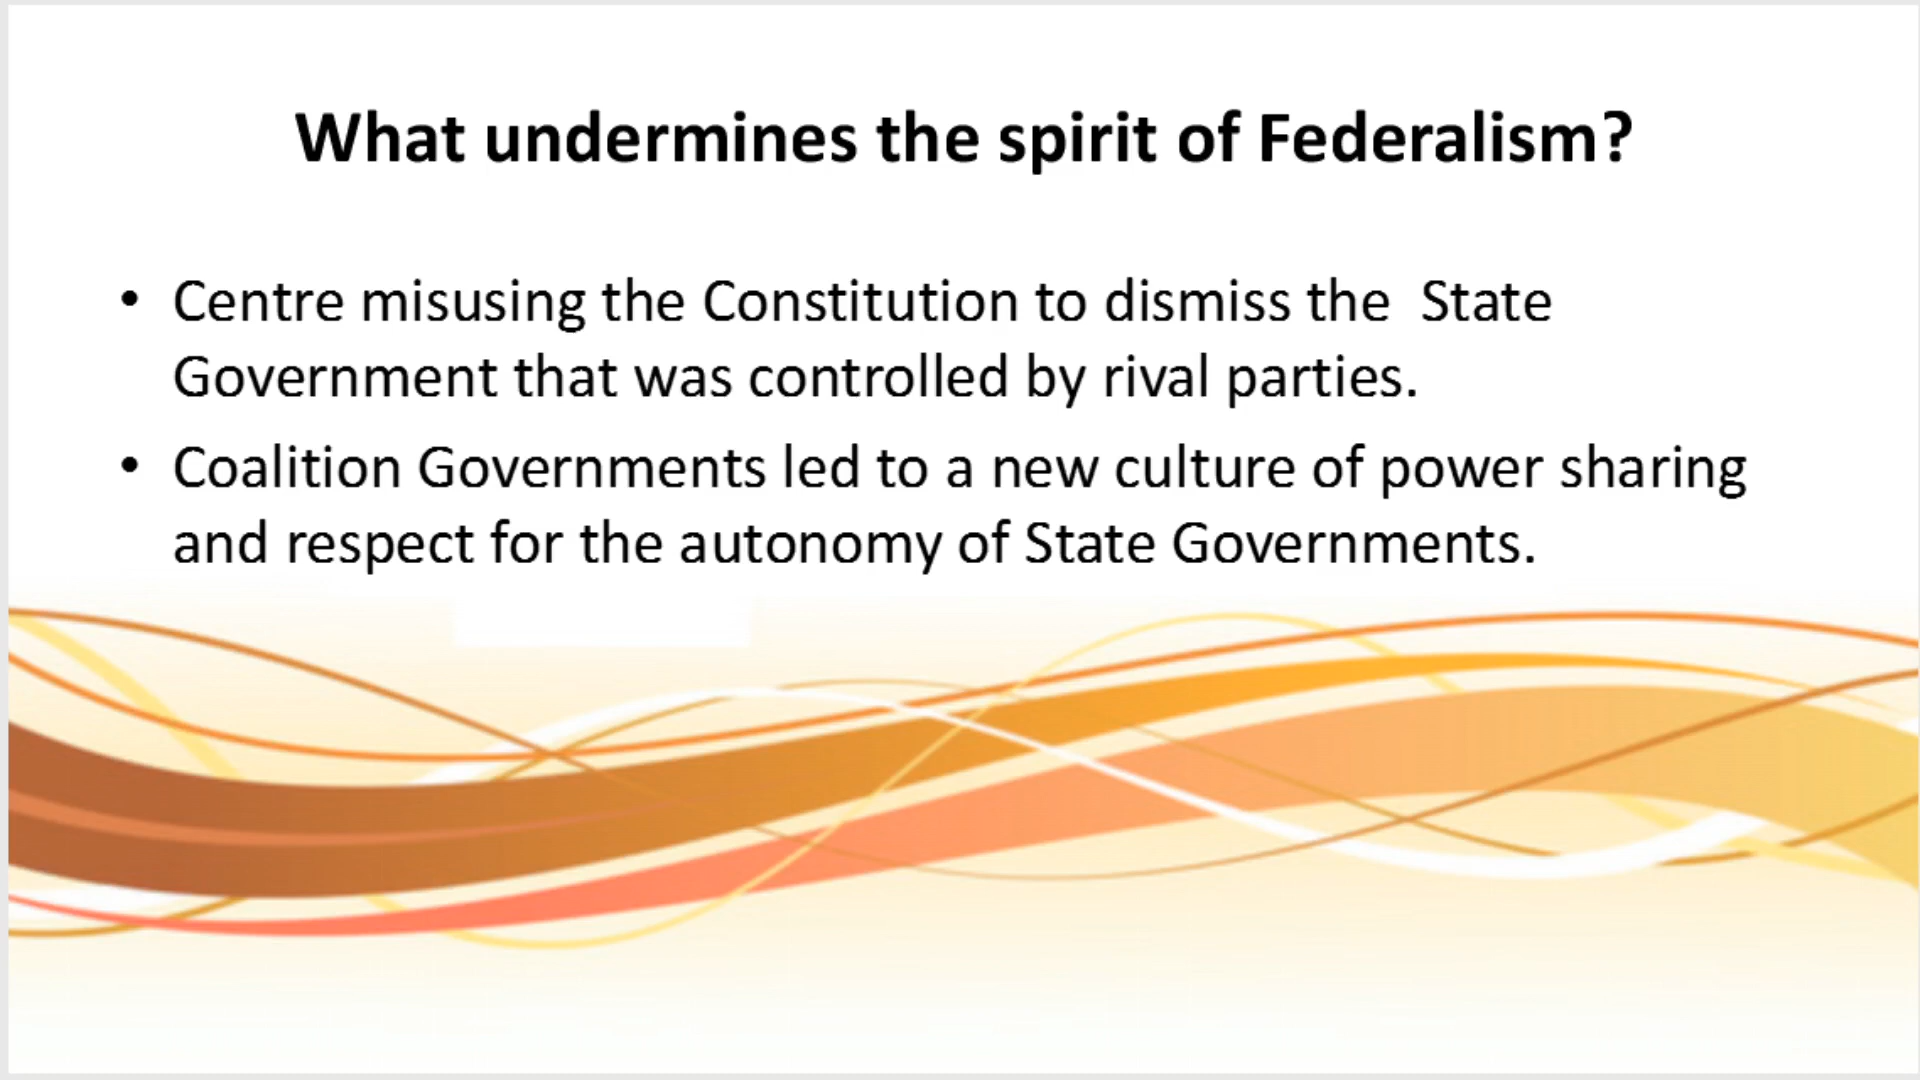 What undermines the spirit of Federalism?
• Centre misusing the Constitution to dismiss the  State
Government that was controlled by rival parties.
• Coalition Governments led to a new culture of power sharing
and respect for the autonomy of State Governments.